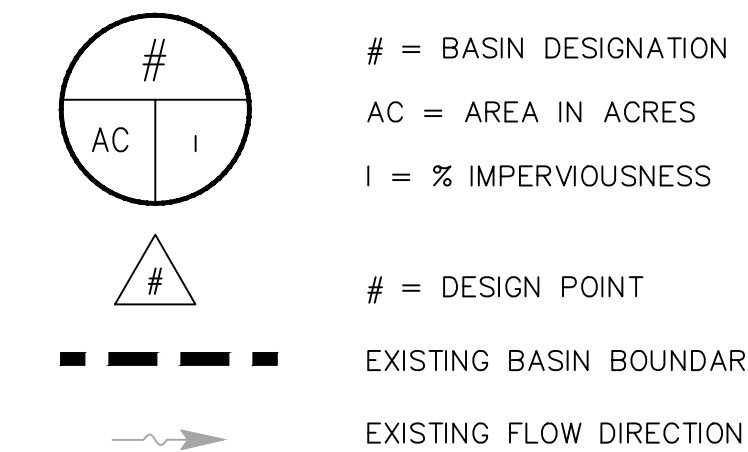 #
# = BASIN DESIGNATION
AC I
AC = AREA IN ACRES
I = % IMPERVIOUSNESS
#
# = DESIGN POINT
EXISTING BASIN BOUNDAR
EXISTING FLOW DIRECTION